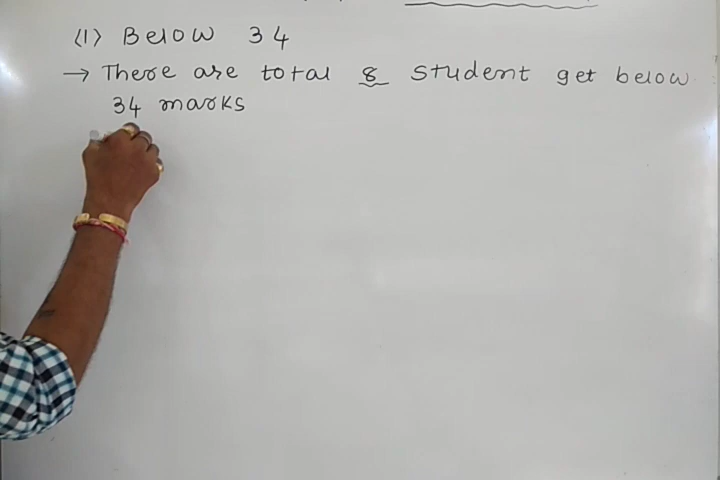 (1) Below 34
→ There are total 8 student get below
34 marks